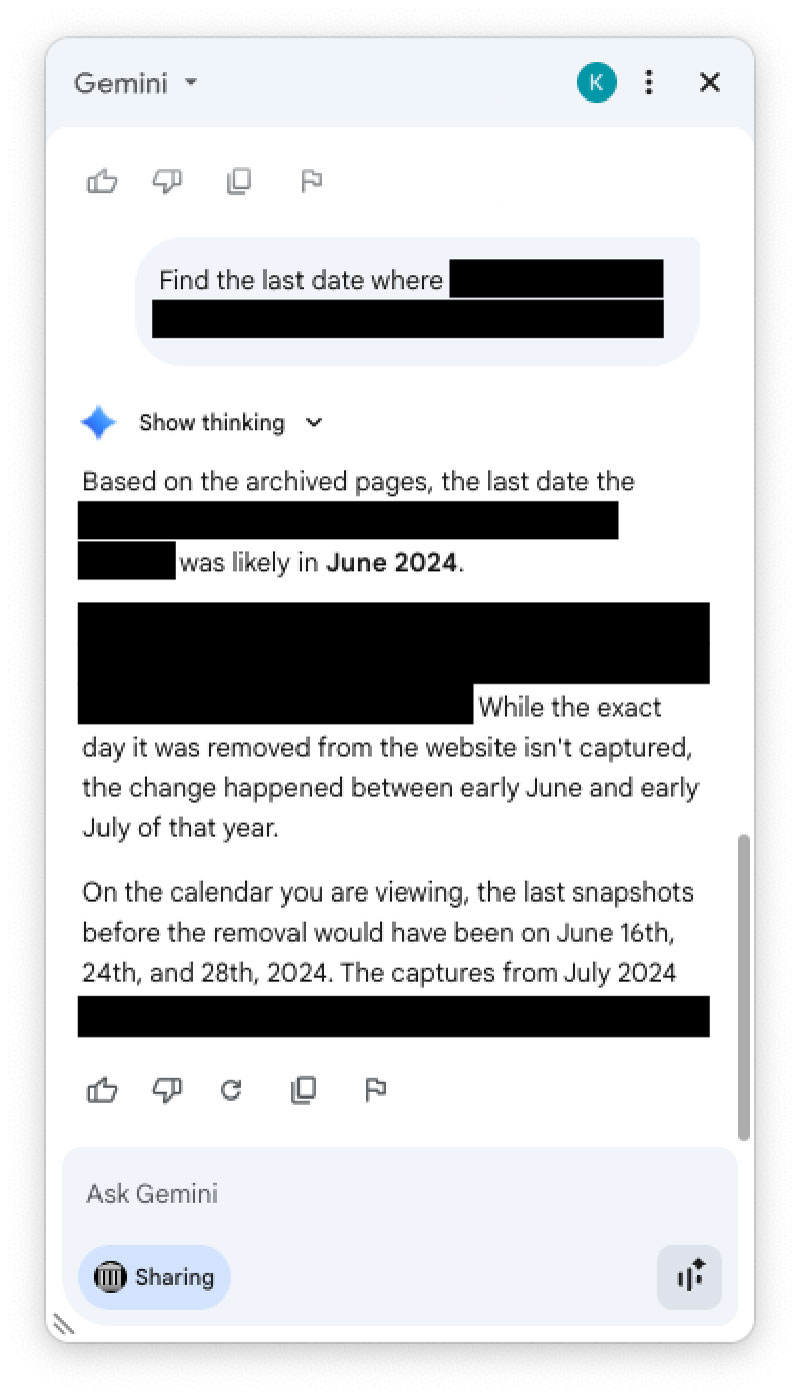 Gemini
K
Find the last date where
Show thinking
Based on the archived pages, the last date the
was likely in June 2024.
While the exact
day it was removed from the website isn't captured,
the change happened between early June and early
July of that year.
On the calendar you are viewing, the last snapshots
before the removal would have been on June 16th,
24th, and 28th, 2024. The captures from July 2024
Ask Gemini
Sharing